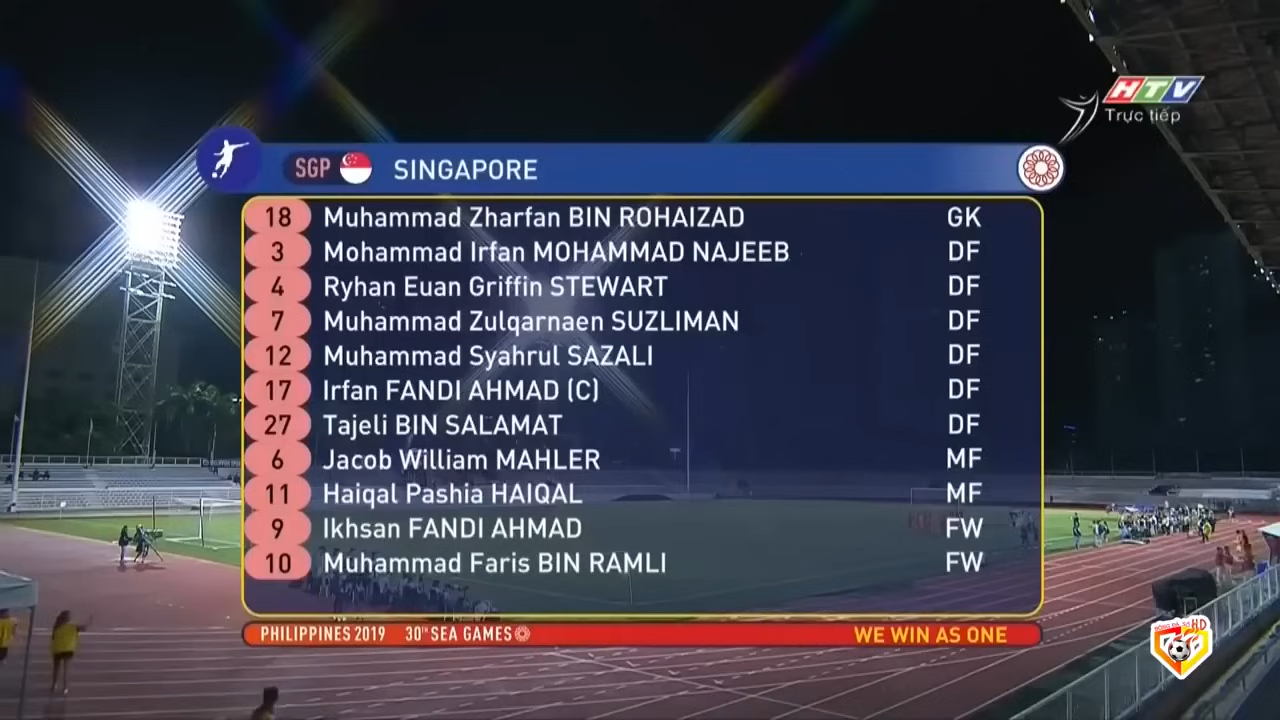 HTV
Trực tiếp
SGP SINGAPORE
18 Muhammad Zharfan BIN ROHAIZAD GK
3 Mohammad Irfan MOHAMMAD NAJEEB DF
4 Ryhan Euan Griffin STEWART DF
7 Muhammad Zulqarnaen SUZLIMAN DF
12 Muhammad Syahrul SAZALI DF
17 Irfan FANDI AHMAD (C) DF
27 Tajeli BIN SALAMAT DF
6 Jacob William MAHLER MF
11 Haiqal Pashia HAIQAL MF
9 Ikhsan FANDI AHMAD FW
10 Muhammad Faris BIN RAMLI FW
PHILIPPINES 2019 30TH SEA GAMES WE WIN AS ONE
HD